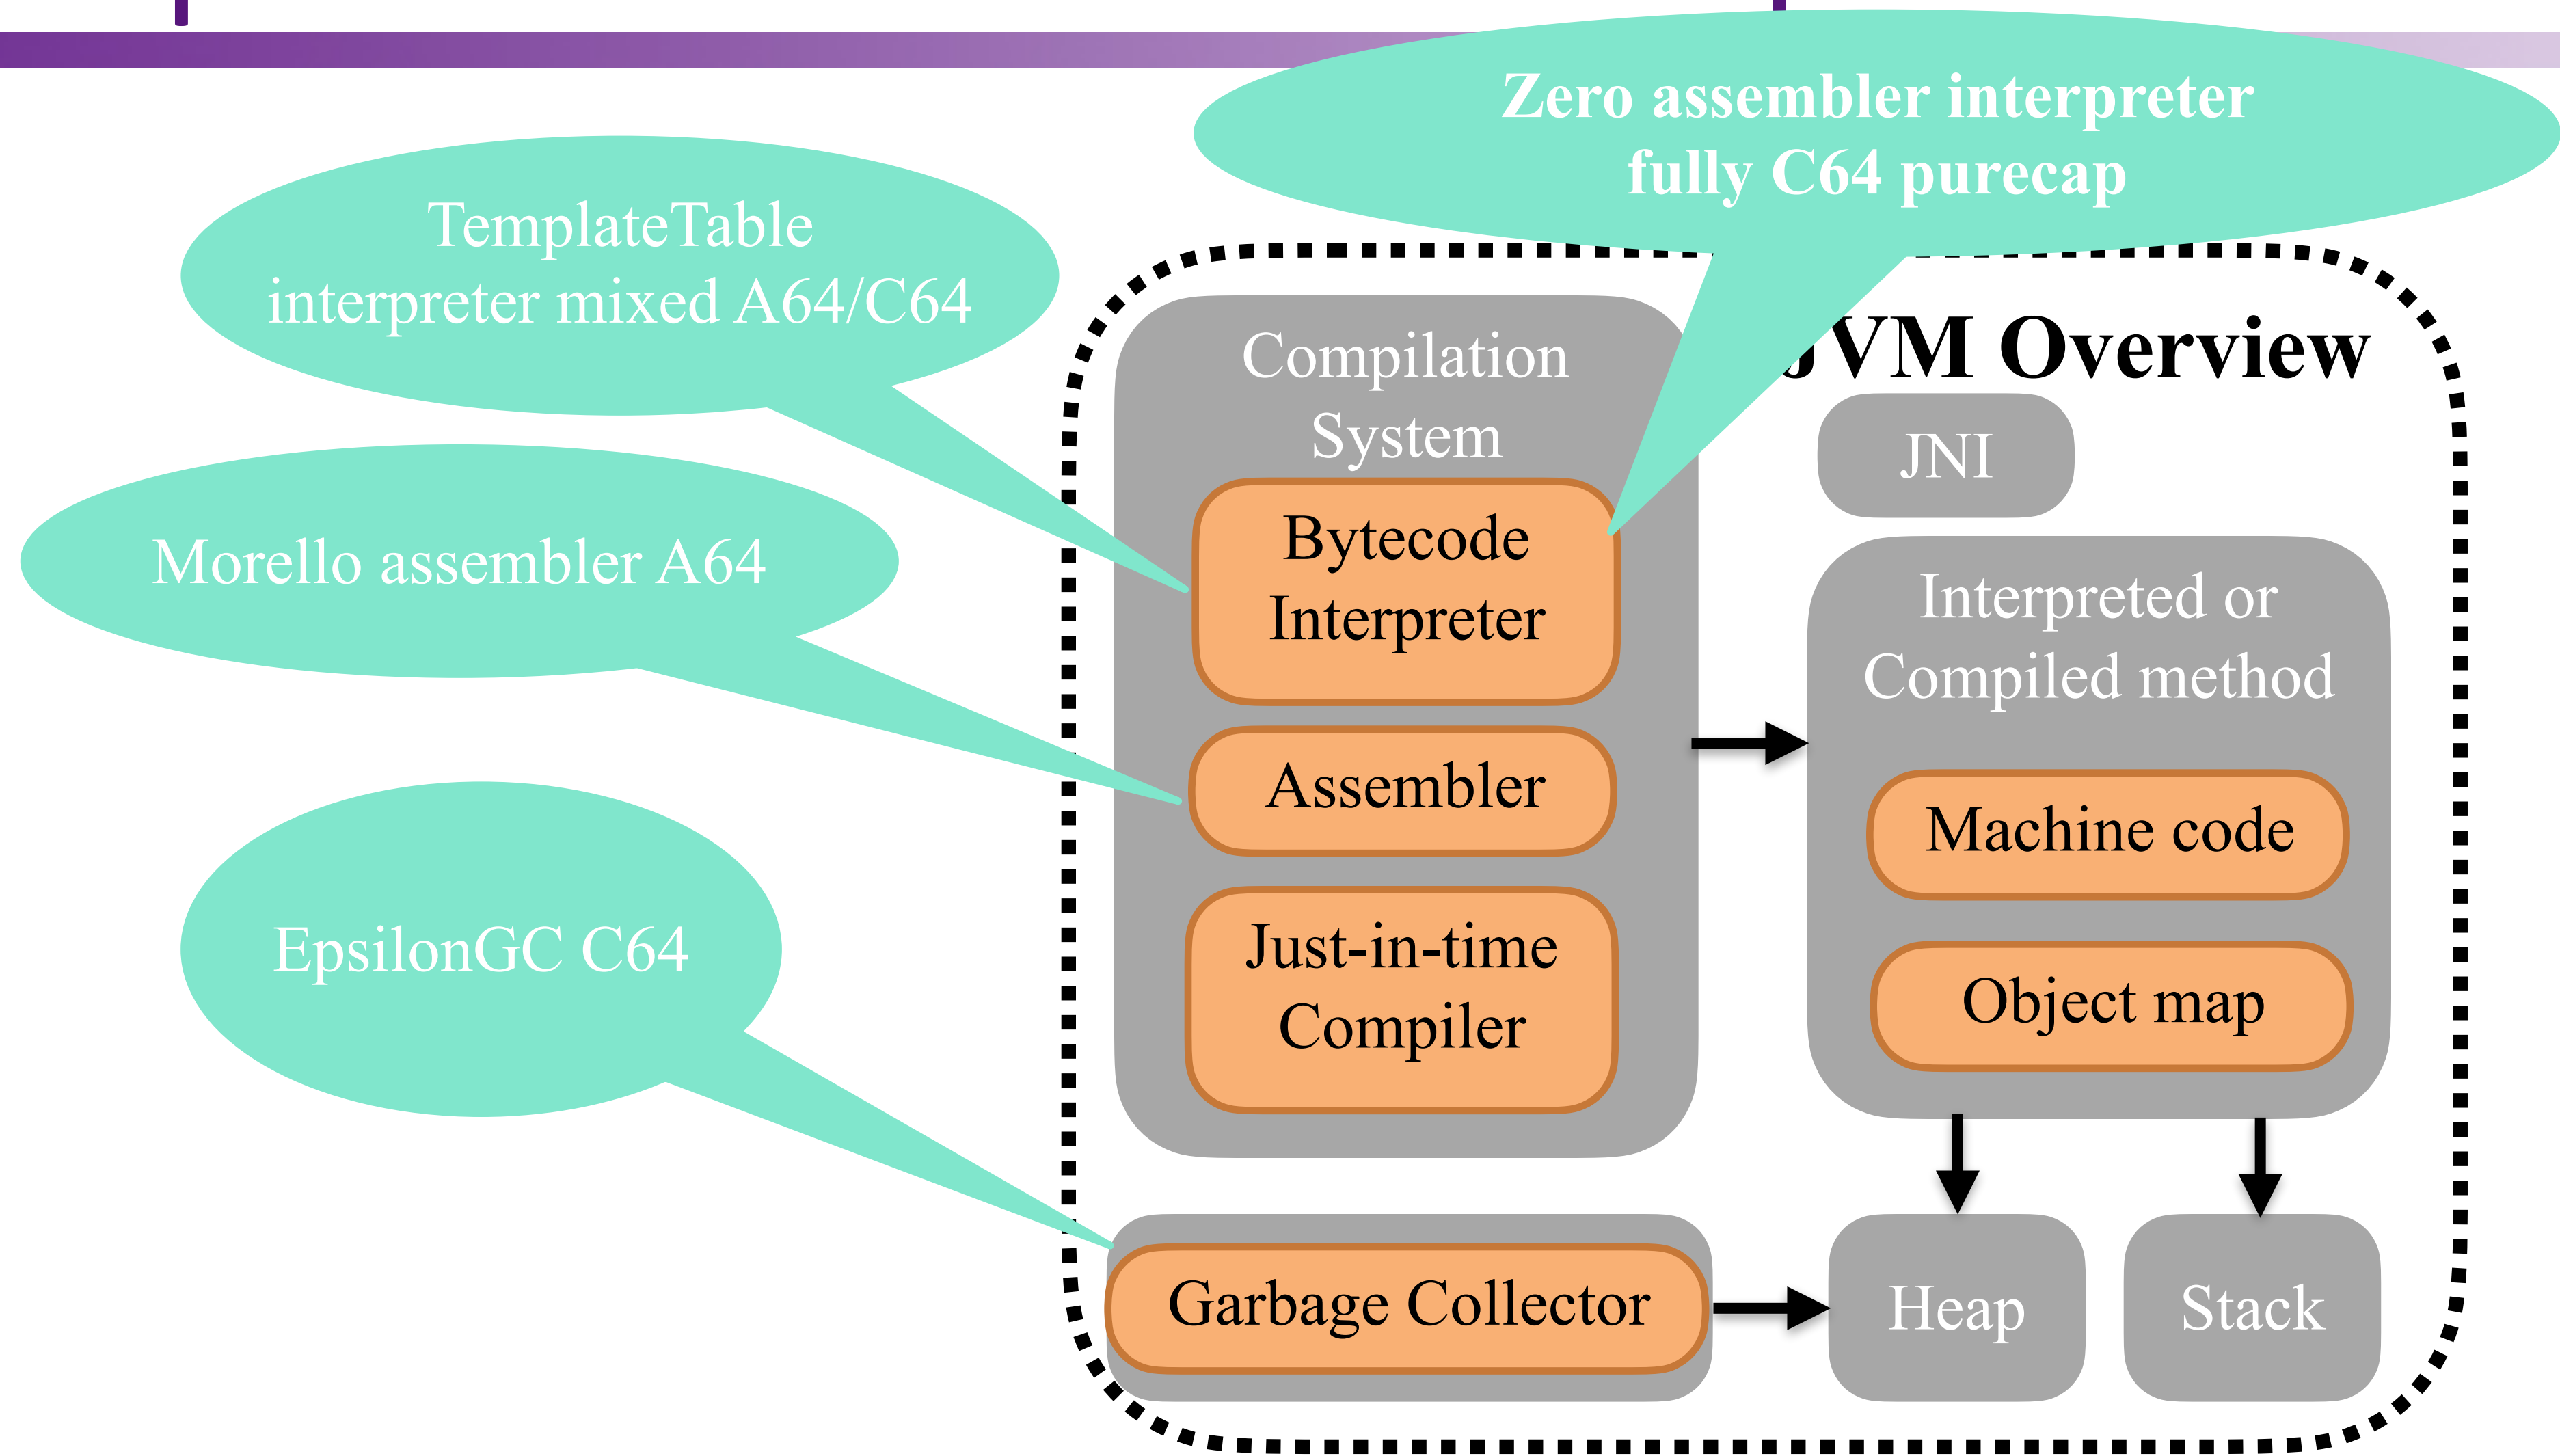 Zero assembler interpreter
fully C64 purecap
TemplateTable
interpreter mixed A64/C64
Morello assembler A64
EpsilonGC C64
JVM Overview
Compilation
System
Bytecode
Interpreter
Assembler
Just-in-time
Compiler
Garbage Collector
JNI
Interpreted or
Compiled method
Machine code
Object map
Heap
Stack